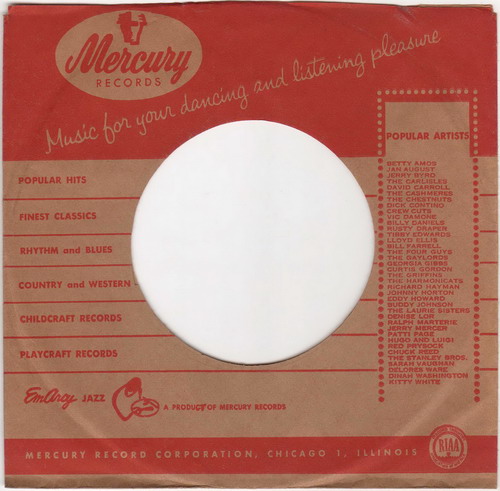 Mercury
RECORDS
Music for your dancing and listening pleasure
POPULAR HITS
FINEST CLASSICS
RHYTHM and BLUES
COUNTRY and WESTERN
CHILDCRAFT RECORDS
PLAYCRAFT RECORDS
EmArcy JAZZ
A PRODUCT OF MERCURY RECORDS
POPULAR ARTISTS
BETTY AMOS
JAN AUGUST
JERRY BYRD
THE CARLISLES
DAVID CARROLL
THE CASHMERES
THE CHESTNUTS
DICK CONTINO
CREW CUTS
VIC DAMONE
BILLY DANIELS
RUSTY DRAPER
TIBBY EDWARDS
LLOYD ELLIS
BILL FARRELL
THE FOUR GUYS
THE GAYLORDS
GEORGIA GIBBS
CURTIS GORDON
THE GRIFFINS
THE HARMONICATS
RICHARD HAYMAN
JOHNNY HORTON
EDDY HOWARD
BUDDY JOHNSON
THE LAURIE SISTERS
DENISE LOR
RALPH MARTERIE
JERRY MERCER
PATTI PAGE
HUGO AND LUIGI
RED PRYSOCK
CHUCK REED
THE STANLEY BROS.
SARAH VAUGHAN
DELORES WARE
DINAH WASHINGTON
KITTY WHITE
MERCURY RECORD CORPORATION, CHICAGO 1, ILLINOIS
RIAA